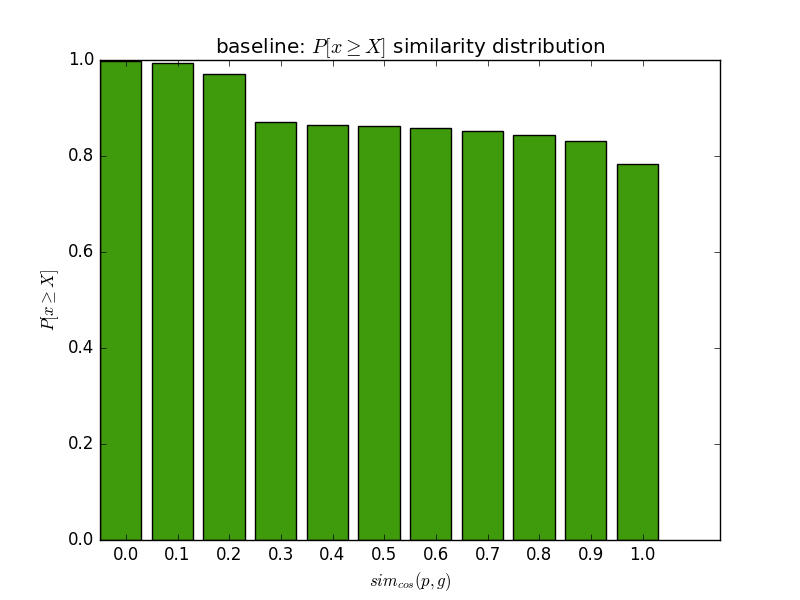 baseline: P[x ≥ X] similarity distribution
1.0
0.8
0.6
0.4
0.2
0.0
P[x ≥ X]
0.0 0.1 0.2 0.3 0.4 0.5 0.6 0.7 0.8 0.9 1.0
sim_cos(p, g)